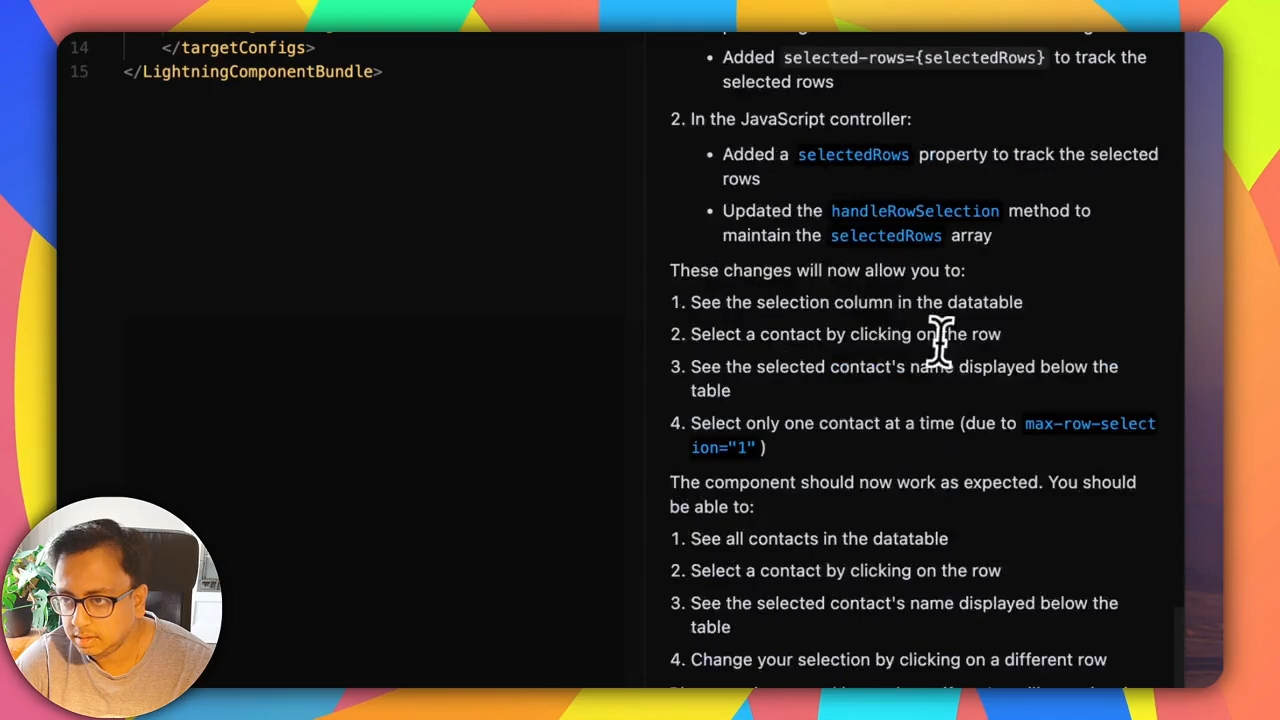 14 </targetConfigs>
15 </LightningComponentBundle>
• Added selected-rows={selectedRows} to track the
selected rows
2. In the JavaScript controller:
• Added a selectedRows property to track the selected
rows
• Updated the handleRowSelection method to
maintain the selectedRows array
These changes will now allow you to:
1. See the selection column in the datatable
2. Select a contact by clicking on the row
3. See the selected contact's name displayed below the
table
4. Select only one contact at a time (due to max-row-select
ion="1" )
The component should now work as expected. You should
be able to:
1. See all contacts in the datatable
2. Select a contact by clicking on the row
3. See the selected contact's name displayed below the
table
4. Change your selection by clicking on a different row